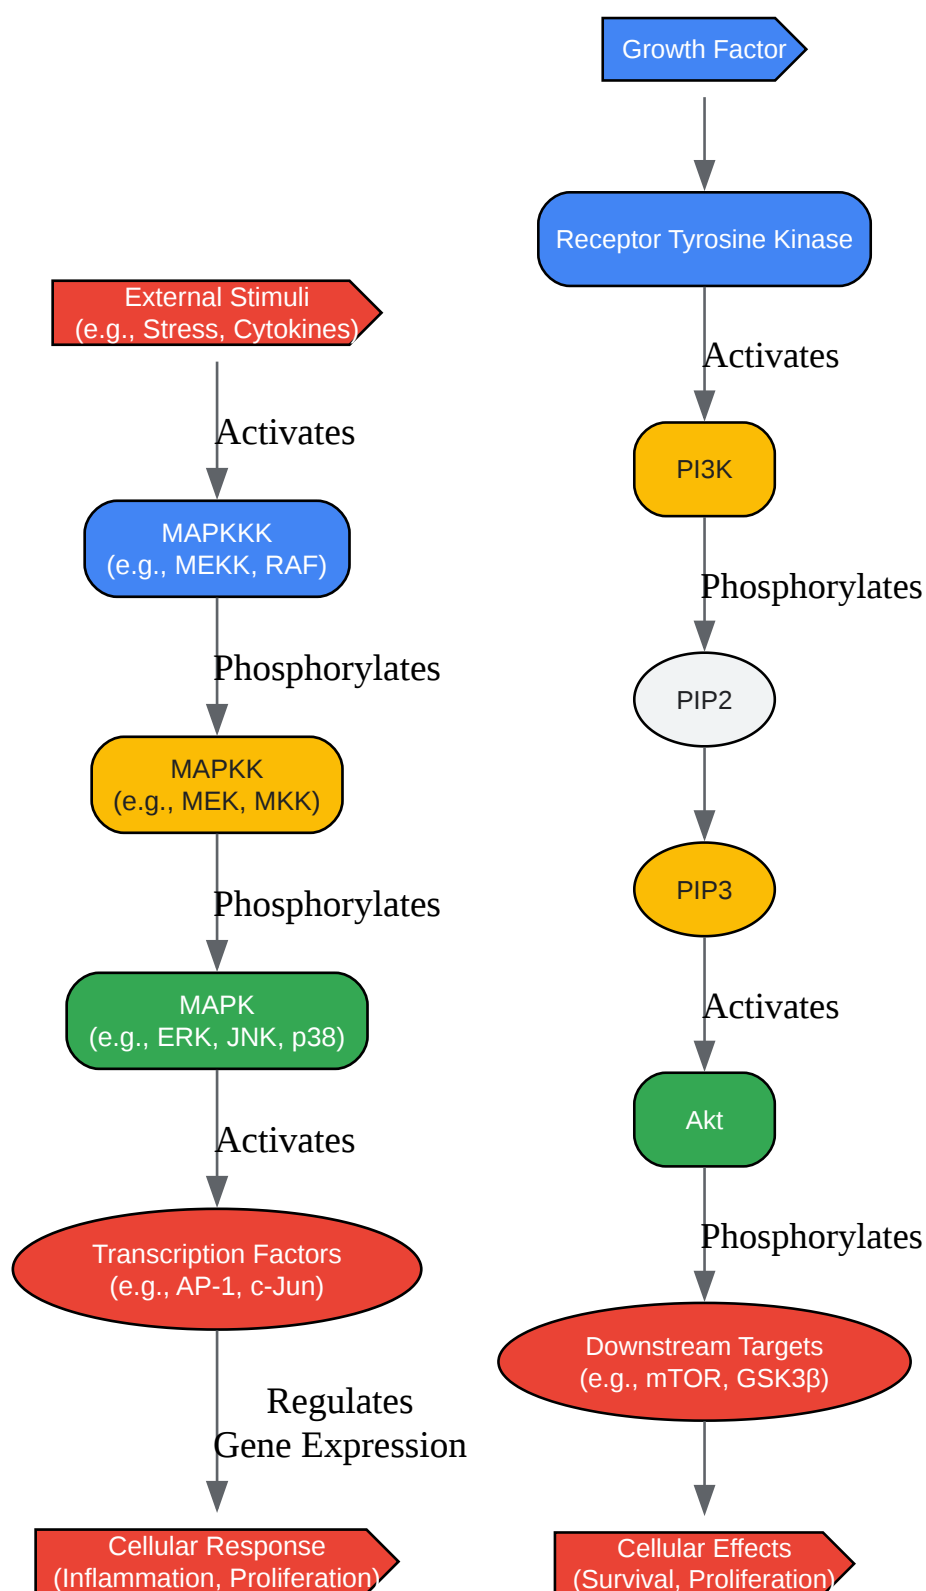 External Stimuli
(e.g., Stress, Cytokines)
Activates
MAPKKK
(e.g., MEKK, RAF)
Phosphorylates
MAPKK
(e.g., MEK, MKK)
Phosphorylates
MAPK
(e.g., ERK, JNK, p38)
Activates
Transcription Factors
(e.g., AP-1, c-Jun)
Regulates
Gene Expression
Cellular Response
(Inflammation, Proliferation)
Growth Factor
Receptor Tyrosine Kinase
Activates
PI3K
Phosphorylates
PIP2
PIP3
Activates
Akt
Phosphorylates
Downstream Targets
(e.g., mTOR, GSK3β)
Cellular Effects
(Survival, Proliferation)